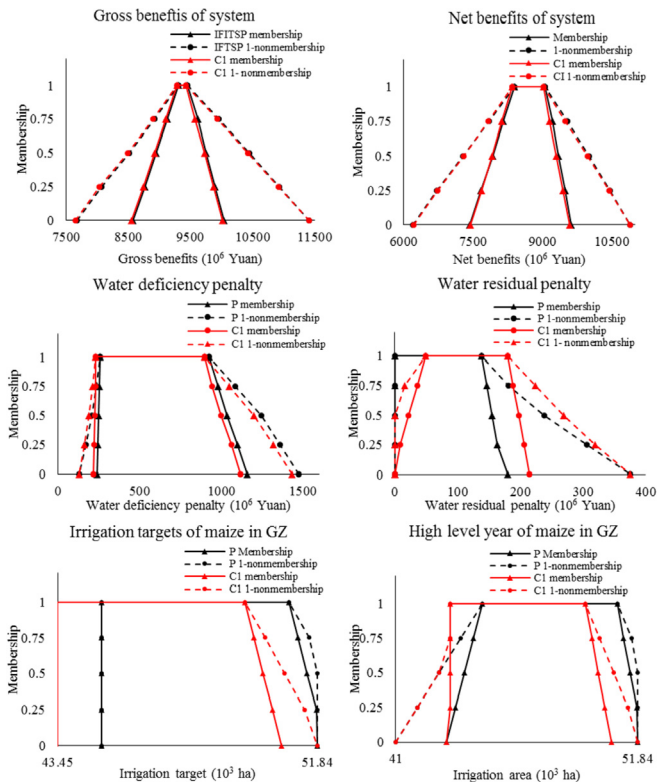 Gross beneftis of system
IFITSP membership
IFTSP 1-nonmembership
C1 membership
C1 1- nonmembership
Membership
1
0.75
0.5
0.25
0
7500 9500 11500
Gross benefits (10⁶ Yuan)
Net benefits of system
Membership
1-nonmembership
C1 membership
CI 1-nonmembership
Membership
1
0.75
0.5
0.25
0
6000 7500 9000 10500
Net benefits (10⁶ Yuan)
Water deficiency penalty
P membership
P 1-nonmembership
C1 membership
C1 1-nonmembership
Membership
1
0.75
0.5
0.25
0
0 500 1000 1500
Water deficiency penalty (10⁶ Yuan)
Water residual penalty
P membership
P 1-nonmembership
C1 membership
C1 1-nonmembership
Membership
1
0.75
0.5
0.25
0
0 100 200 300 400
Water residual penalty (10⁶ Yuan)
Irrigation targets of maize in GZ
P Membership
P 1-nonmembership
C1 membership
C1 1-nonmembership
Membership
1
0.75
0.5
0.25
0
43.45 51.84
Irrigation target (10³ ha)
High level year of maize in GZ
P Membership
P 1-nonmembership
C1 membership
C1 1-nonmembership
Membership
1
0.75
0.5
0.25
0
41 51.84
Irrigation area (10³ ha)